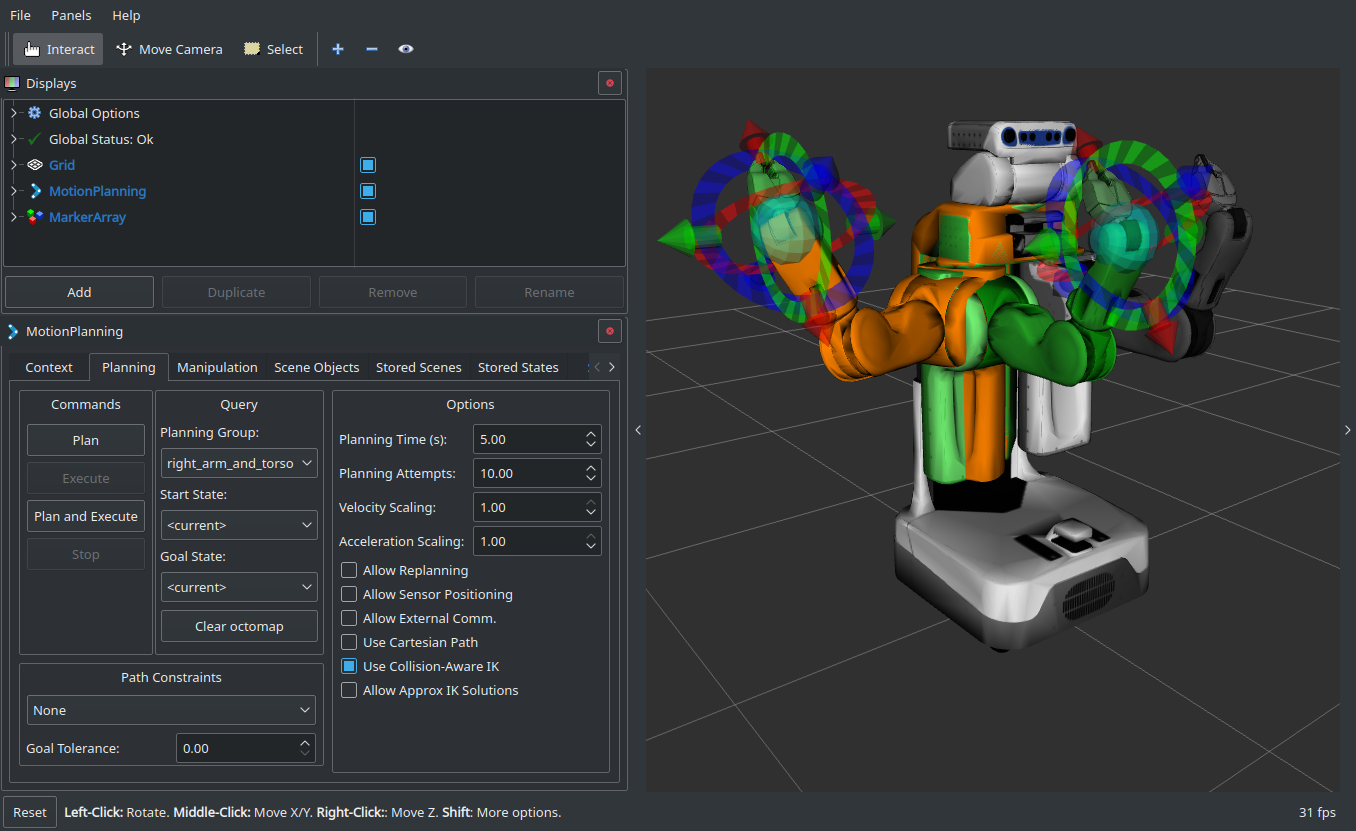 File Panels Help
Interact Move Camera Select
Displays
Global Options
Global Status: Ok
Grid
MotionPlanning
MarkerArray
Add Duplicate Remove Rename
MotionPlanning
Context Planning Manipulation Scene Objects Stored Scenes Stored States
Commands
Plan
Execute
Plan and Execute
Stop
Query
Planning Group:
right_arm_and_torso
Start State:
<current>
Goal State:
<current>
Clear octomap
Path Constraints
None
Goal Tolerance: 0.00
Options
Planning Time (s): 5.00
Planning Attempts: 10.00
Velocity Scaling: 1.00
Acceleration Scaling: 1.00
Allow Replanning
Allow Sensor Positioning
Allow External Comm.
Use Cartesian Path
Use Collision-Aware IK
Allow Approx IK Solutions
Reset Left-Click: Rotate. Middle-Click: Move X/Y. Right-Click:: Move Z. Shift: More options. 31 fps